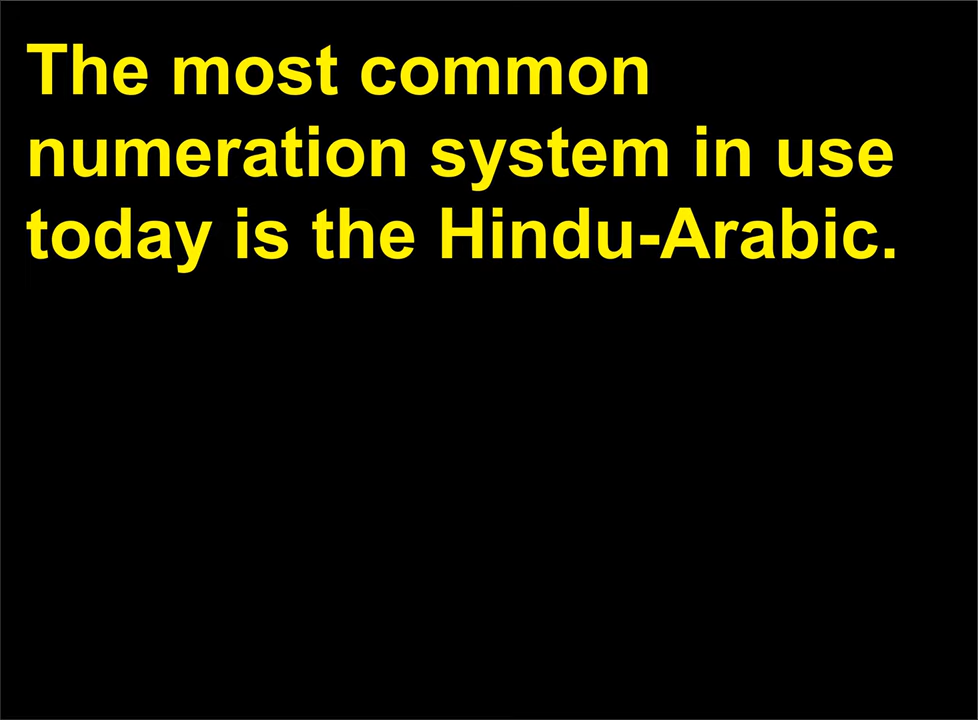 The most common
numeration system in use
today is the Hindu-Arabic.